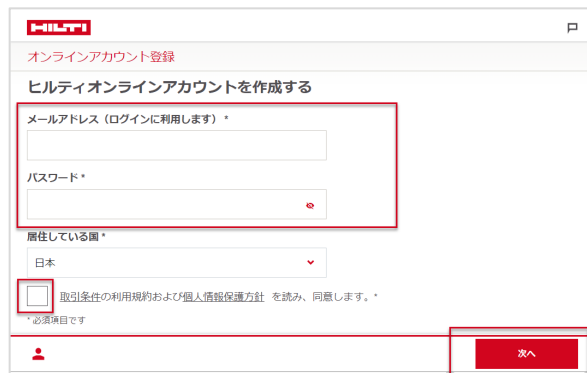 HILTI
オンラインアカウント登録
ヒルティオンラインアカウントを作成する
メールアドレス（ログインに利用します）*
パスワード*
居住している国*
日本
取引条件の利用規約および個人情報保護方針 を読み、同意します。*
*必須項目です
次へ